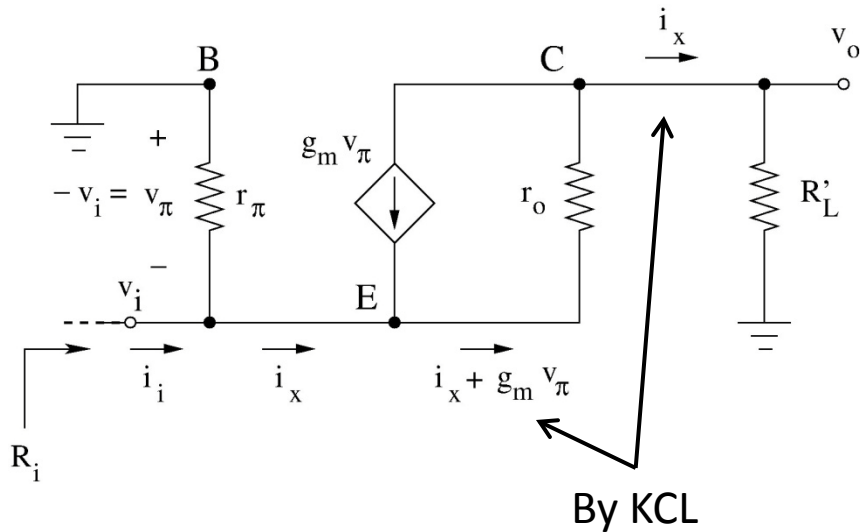 i_x
v_o
B
C
+
g_m v_π
− v_i = v_π
r_π
r_o
R'_L
−
v_i
E
i_i
i_x
i_x + g_m v_π
R_i
By KCL